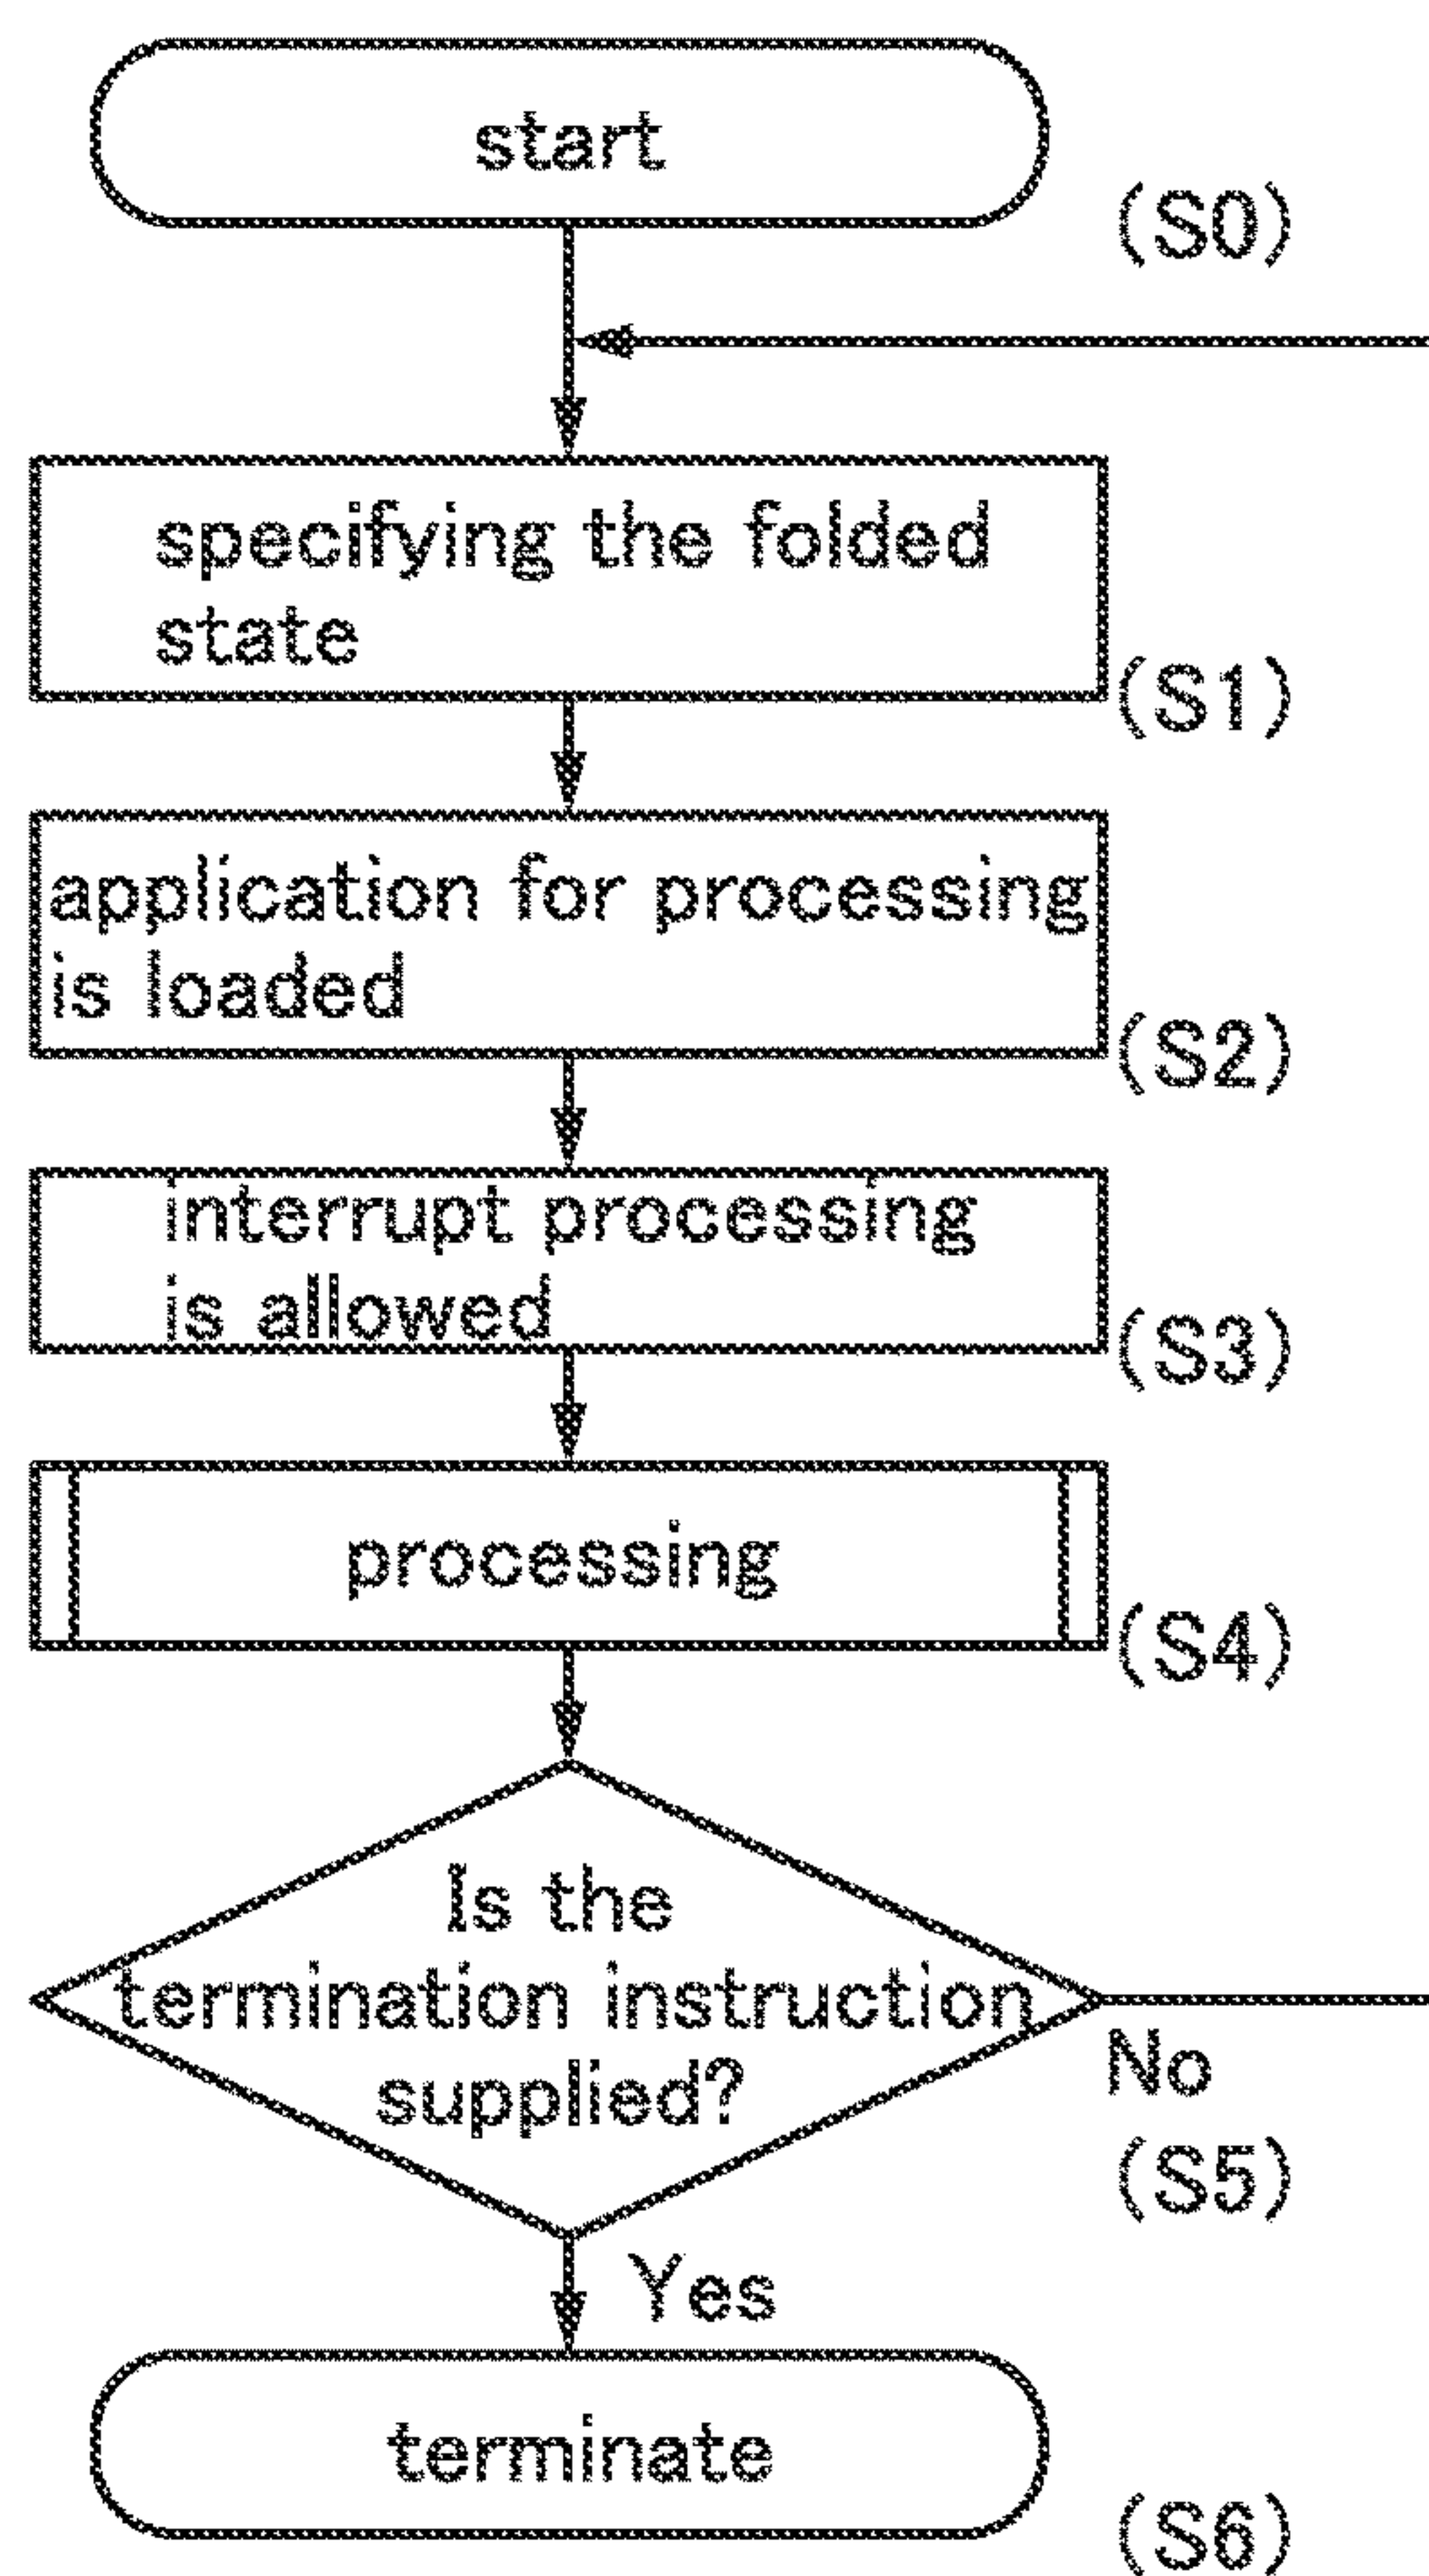 start
(S0)
specifying the folded
state
(S1)
application for processing
is loaded
(S2)
interrupt processing
is allowed
(S3)
processing
(S4)
Is the
termination instruction
supplied?
No
(S5)
Yes
terminate
(S6)